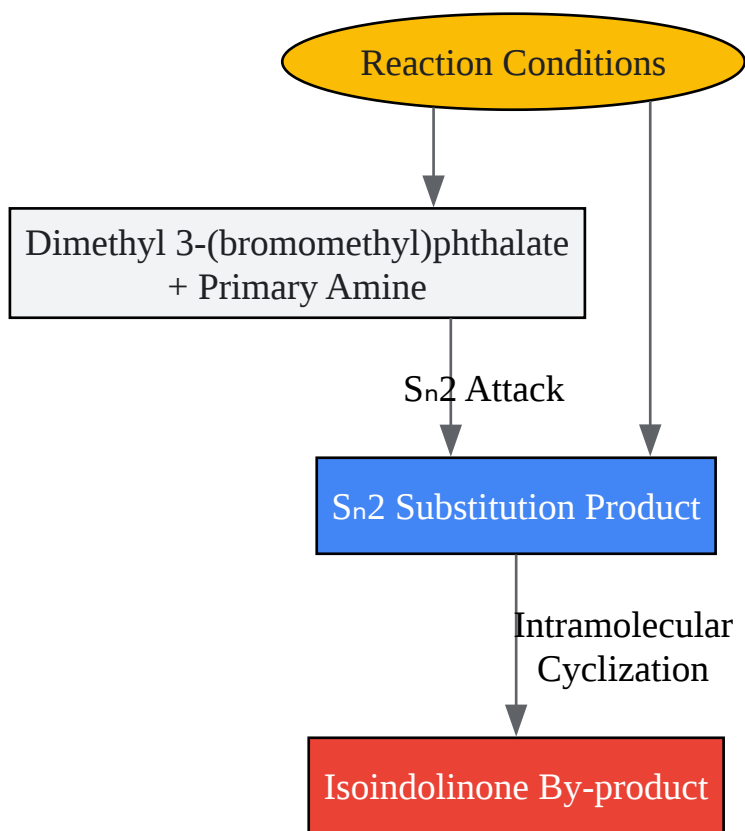 Reaction Conditions
Dimethyl 3-(bromomethyl)phthalate
+ Primary Amine
Sₙ2 Attack
Sₙ2 Substitution Product
Intramolecular
Cyclization
Isoindolinone By-product